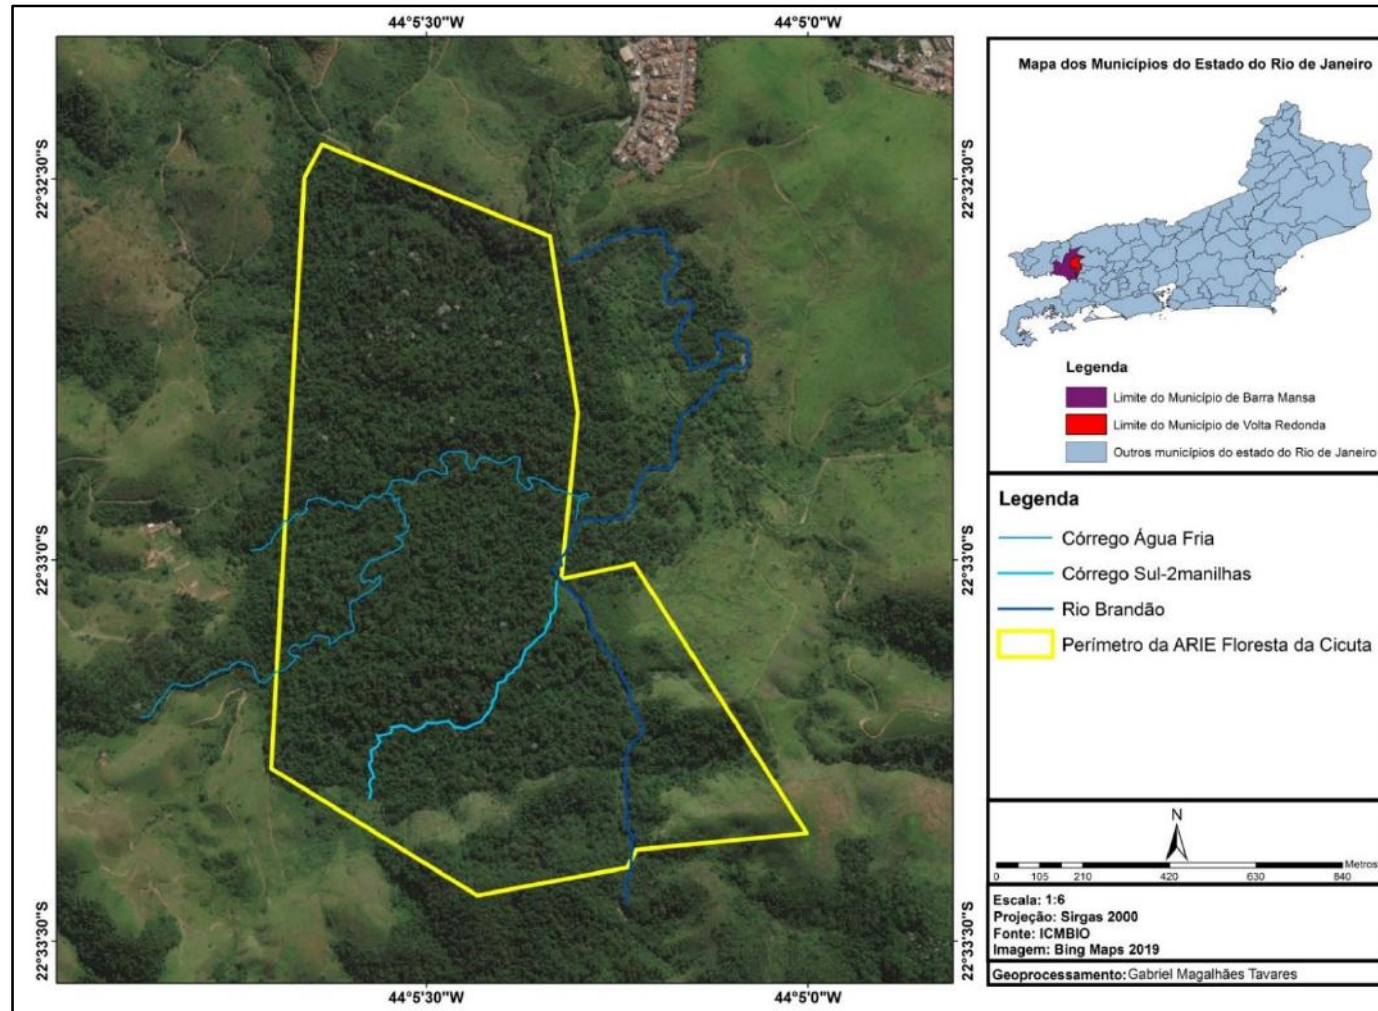 44°5'30"W
44°5'0"W
22°32'30"S
22°32'30"S
22°33'0"S
22°33'0"S
22°33'30"S
22°33'30"S
44°5'30"W
44°5'0"W
Mapa dos Municípios do Estado do Rio de Janeiro
Legenda
Limite do Município de Barra Mansa
Limite do Município de Volta Redonda
Outros municípios do estado do Rio de Janeiro
Legenda
Córrego Água Fria
Córrego Sul-2manilhas
Rio Brandão
Perímetro da ARIE Floresta da Cicuta
N
Metros
0 105 210 420 630 840
Escala: 1:6
Projeção: Sirgas 2000
Fonte: ICMBIO
Imagem: Bing Maps 2019
Geoprocessamento: Gabriel Magalhães Tavares